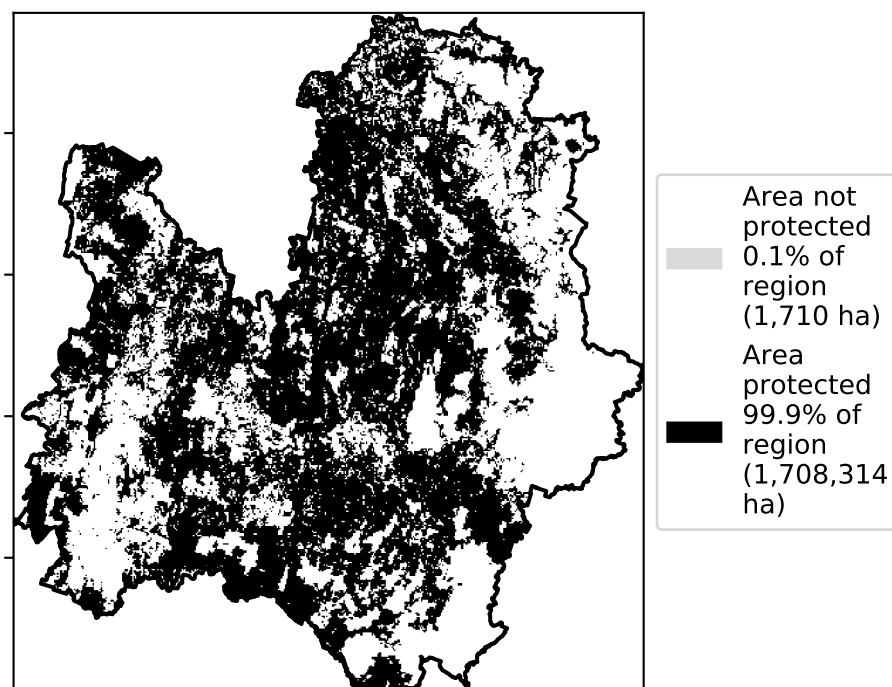 Area not
protected
0.1% of
region
(1,710 ha)
Area
protected
99.9% of
region
(1,708,314
ha)